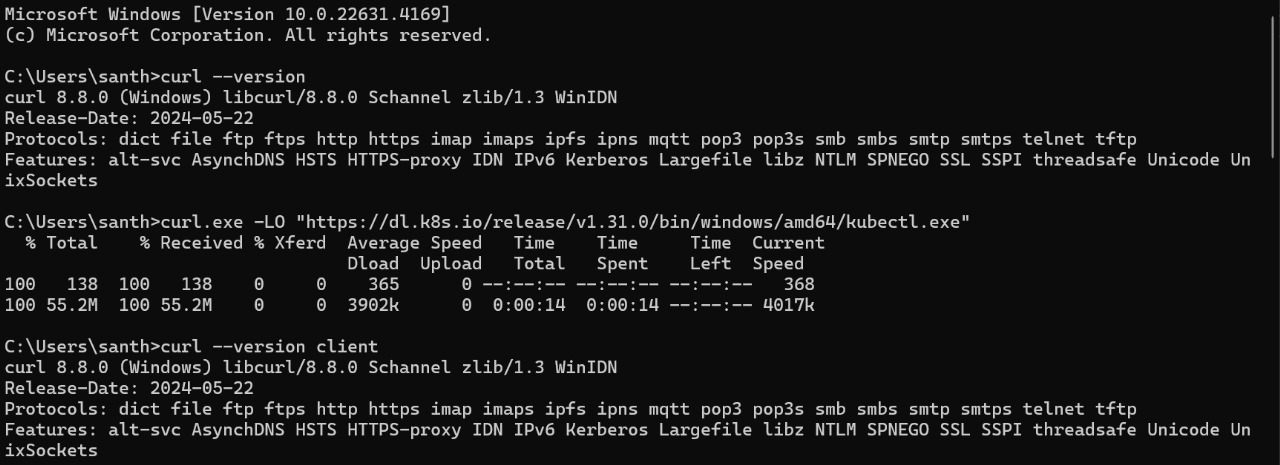 Microsoft Windows [Version 10.0.22631.4169]
(c) Microsoft Corporation. All rights reserved.
C:\Users\santh>curl --version
curl 8.8.0 (Windows) libcurl/8.8.0 Schannel zlib/1.3 WinIDN
Release-Date: 2024-05-22
Protocols: dict file ftp ftps http https imap imaps ipfs ipns mqtt pop3 pop3s smb smbs smtp smtps telnet tftp
Features: alt-svc AsynchDNS HSTS HTTPS-proxy IDN IPv6 Kerberos Largefile libz NTLM SPNEGO SSL SSPI threadsafe Unicode Un
ixSockets
C:\Users\santh>curl.exe -LO "https://dl.k8s.io/release/v1.31.0/bin/windows/amd64/kubectl.exe"
  % Total    % Received % Xferd  Average Speed   Time    Time     Time  Current
                                 Dload  Upload   Total   Spent    Left  Speed
100   138  100   138    0     0    365      0 --:--:-- --:--:-- --:--:--   368
100 55.2M  100 55.2M    0     0  3902k      0  0:00:14  0:00:14 --:--:-- 4017k
C:\Users\santh>curl --version client
curl 8.8.0 (Windows) libcurl/8.8.0 Schannel zlib/1.3 WinIDN
Release-Date: 2024-05-22
Protocols: dict file ftp ftps http https imap imaps ipfs ipns mqtt pop3 pop3s smb smbs smtp smtps telnet tftp
Features: alt-svc AsynchDNS HSTS HTTPS-proxy IDN IPv6 Kerberos Largefile libz NTLM SPNEGO SSL SSPI threadsafe Unicode Un
ixSockets